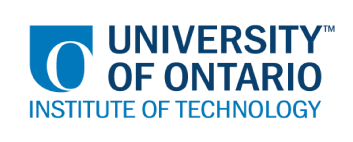 UNIVERSITY™
OF ONTARIO
INSTITUTE OF TECHNOLOGY